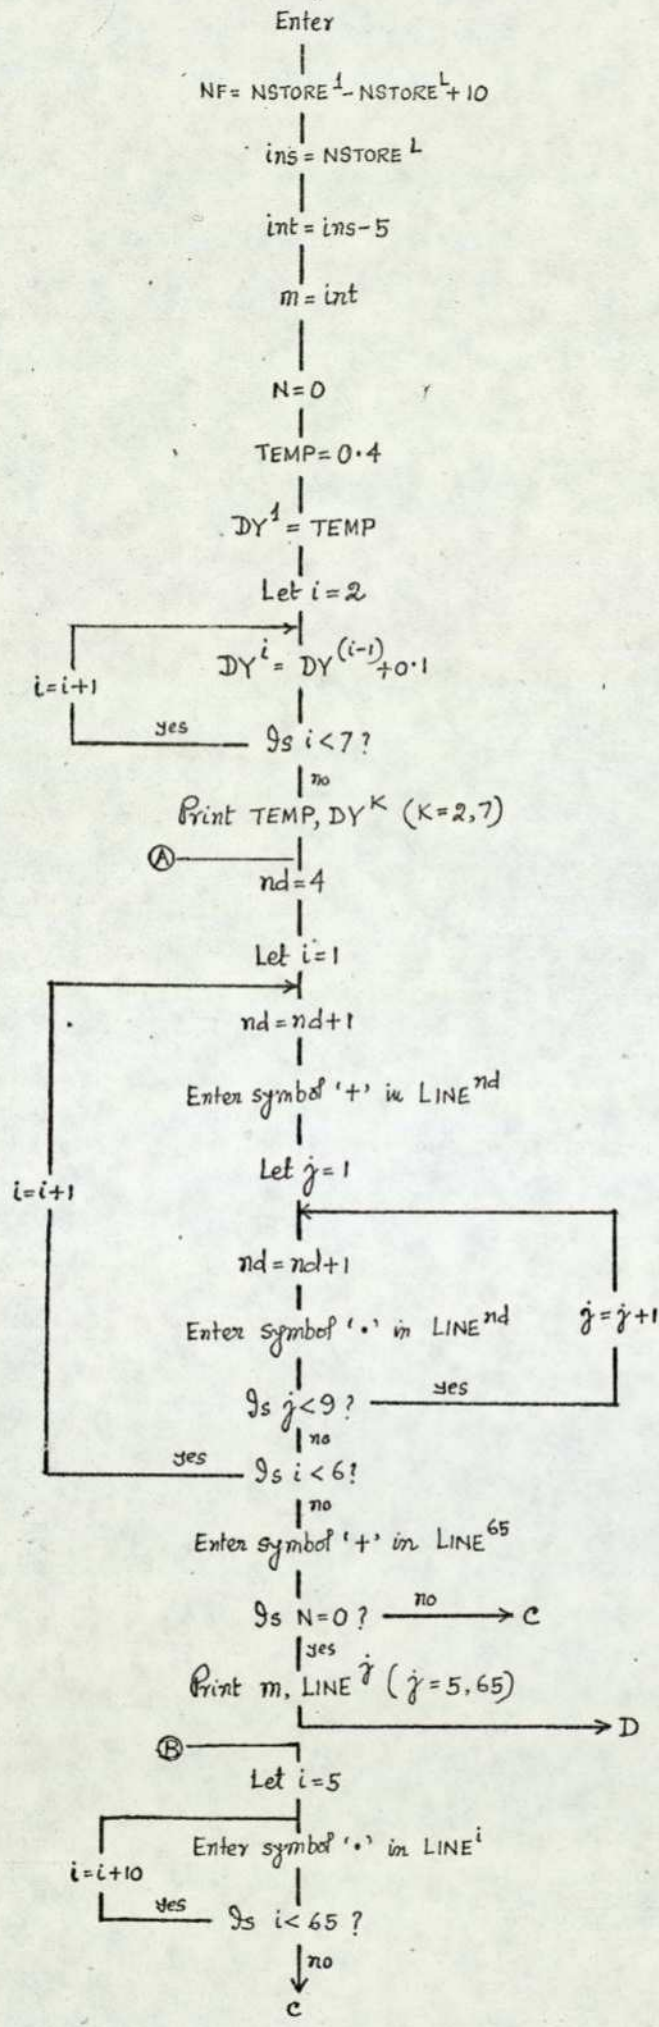 Enter
NF = NSTORE^1 - NSTORE^L + 10
ins = NSTORE^L
int = ins - 5
m = int
N = 0
TEMP = 0.4
DY^1 = TEMP
Let i = 2
DY^i = DY^(i-1) + 0.1
i = i+1
yes
Is i < 7 ?
no
Print TEMP, DY^K (K = 2, 7)
A
nd = 4
Let i = 1
nd = nd+1
Enter symbol '+' in LINE^nd
Let j = 1
i = i+1
nd = nd+1
Enter symbol '•' in LINE^nd
j = j+1
Is j < 9 ?
yes
no
yes
Is i < 6 ?
no
Enter symbol '+' in LINE^65
Is N = 0 ?
no
C
yes
Print m, LINE^j ( j = 5, 65)
D
B
Let i = 5
Enter symbol '•' in LINE^i
i = i+10
yes
Is i < 65 ?
no
C